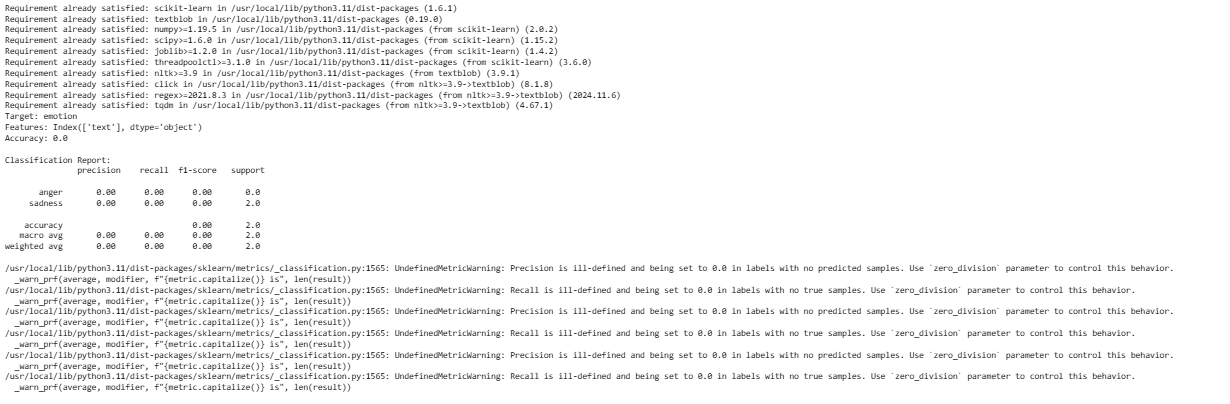 Requirement already satisfied: scikit-learn in /usr/local/lib/python3.11/dist-packages (1.6.1)
Requirement already satisfied: textblob in /usr/local/lib/python3.11/dist-packages (0.19.0)
Requirement already satisfied: numpy>=1.19.5 in /usr/local/lib/python3.11/dist-packages (from scikit-learn) (2.0.2)
Requirement already satisfied: scipy>=1.6.0 in /usr/local/lib/python3.11/dist-packages (from scikit-learn) (1.15.2)
Requirement already satisfied: joblib>=1.2.0 in /usr/local/lib/python3.11/dist-packages (from scikit-learn) (1.4.2)
Requirement already satisfied: threadpoolctl>=3.1.0 in /usr/local/lib/python3.11/dist-packages (from scikit-learn) (3.6.0)
Requirement already satisfied: nltk>=3.9 in /usr/local/lib/python3.11/dist-packages (from textblob) (3.9.1)
Requirement already satisfied: click in /usr/local/lib/python3.11/dist-packages (from nltk>=3.9->textblob) (8.1.8)
Requirement already satisfied: regex>=2021.8.3 in /usr/local/lib/python3.11/dist-packages (from nltk>=3.9->textblob) (2024.11.6)
Requirement already satisfied: tqdm in /usr/local/lib/python3.11/dist-packages (from nltk>=3.9->textblob) (4.67.1)
Target: emotion
Features: Index(['text'], dtype='object')
Accuracy: 0.0
Classification Report:
precision recall f1-score support
anger 0.00 0.00 0.00 0.0
sadness 0.00 0.00 0.00 2.0
accuracy 0.00 2.0
macro avg 0.00 0.00 0.00 2.0
weighted avg 0.00 0.00 0.00 2.0
/usr/local/lib/python3.11/dist-packages/sklearn/metrics/_classification.py:1565: UndefinedMetricWarning: Precision is ill-defined and being set to 0.0 in labels with no predicted samples. Use `zero_division` parameter to control this behavior.
_warn_prf(average, modifier, f"{metric.capitalize()} is", len(result))
/usr/local/lib/python3.11/dist-packages/sklearn/metrics/_classification.py:1565: UndefinedMetricWarning: Recall is ill-defined and being set to 0.0 in labels with no true samples. Use `zero_division` parameter to control this behavior.
_warn_prf(average, modifier, f"{metric.capitalize()} is", len(result))
/usr/local/lib/python3.11/dist-packages/sklearn/metrics/_classification.py:1565: UndefinedMetricWarning: Precision is ill-defined and being set to 0.0 in labels with no predicted samples. Use `zero_division` parameter to control this behavior.
_warn_prf(average, modifier, f"{metric.capitalize()} is", len(result))
/usr/local/lib/python3.11/dist-packages/sklearn/metrics/_classification.py:1565: UndefinedMetricWarning: Recall is ill-defined and being set to 0.0 in labels with no true samples. Use `zero_division` parameter to control this behavior.
_warn_prf(average, modifier, f"{metric.capitalize()} is", len(result))
/usr/local/lib/python3.11/dist-packages/sklearn/metrics/_classification.py:1565: UndefinedMetricWarning: Precision is ill-defined and being set to 0.0 in labels with no predicted samples. Use `zero_division` parameter to control this behavior.
_warn_prf(average, modifier, f"{metric.capitalize()} is", len(result))
/usr/local/lib/python3.11/dist-packages/sklearn/metrics/_classification.py:1565: UndefinedMetricWarning: Recall is ill-defined and being set to 0.0 in labels with no true samples. Use `zero_division` parameter to control this behavior.
_warn_prf(average, modifier, f"{metric.capitalize()} is", len(result))